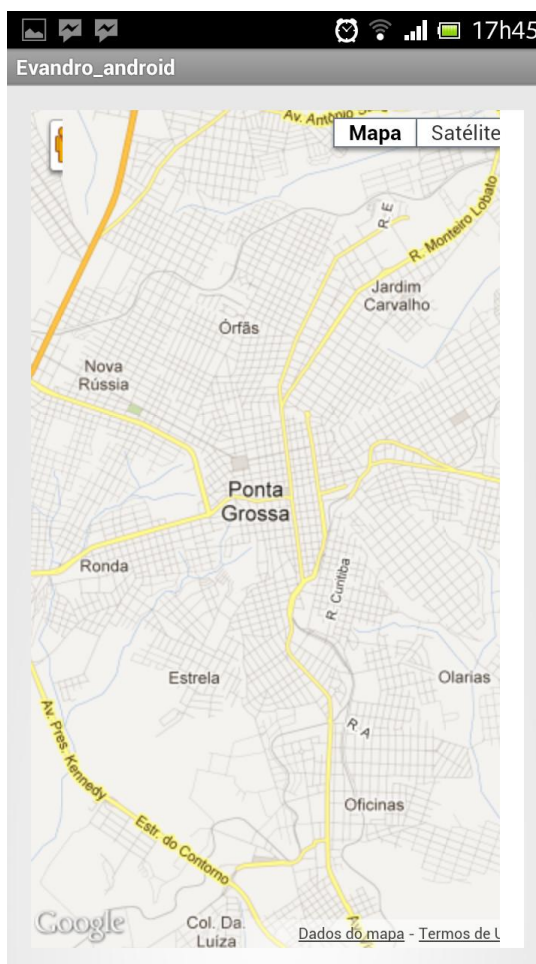 17h45
Evandro_android
Av. Antônio
Mapa Satélite
R. E
R. Monteiro Lobato
Jardim
Carvalho
Órfãs
Nova
Rússia
Ponta
Grossa
Ronda
R. Curitiba
Estrela
Olarias
Av. Pres. Kennedy
R A
Oficinas
Estr. do Contorno
Google
Col. Da
Luíza
Dados do mapa - Termos de U